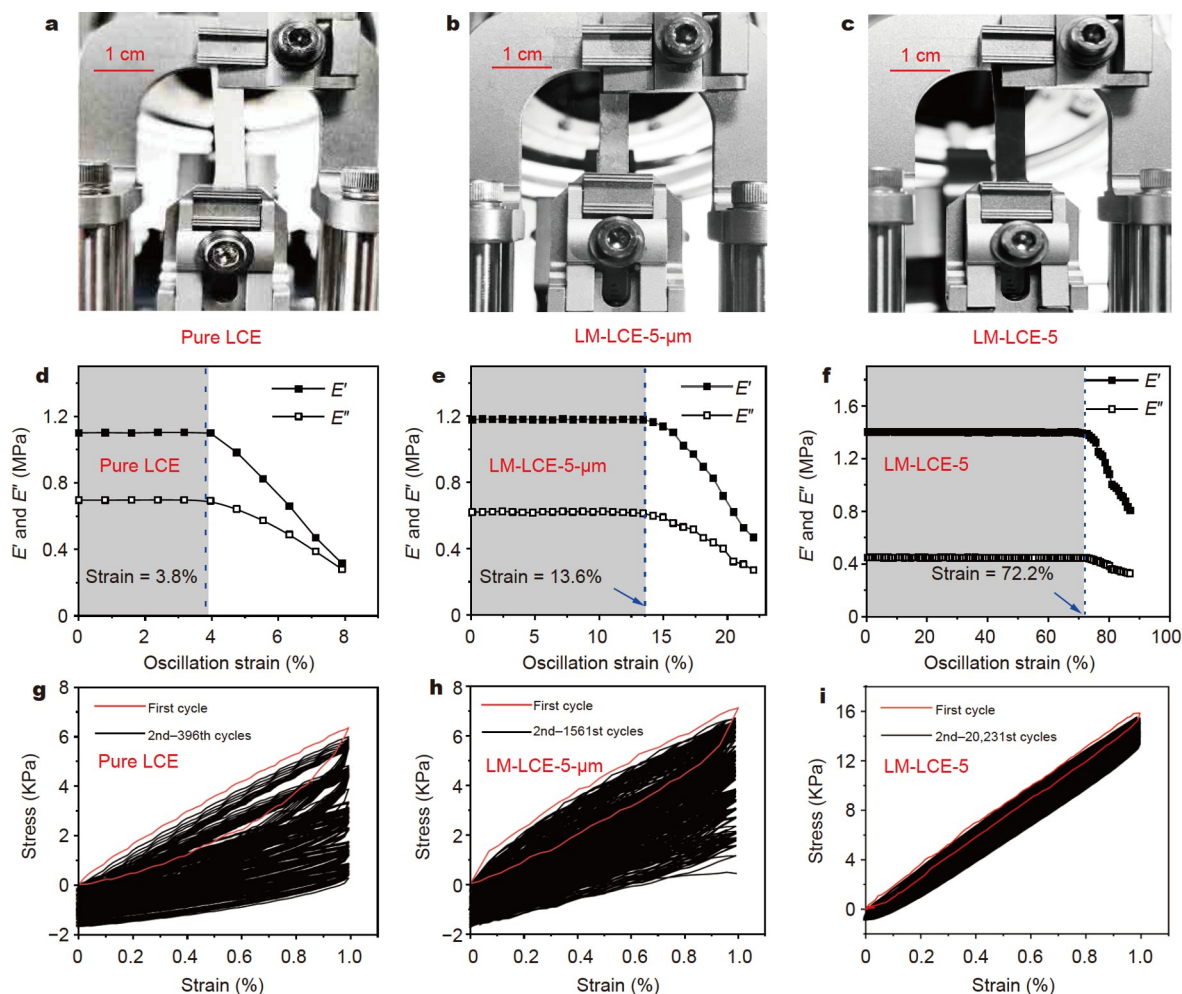 a
1 cm
Pure LCE
b
1 cm
LM-LCE-5-μm
c
1 cm
LM-LCE-5
d
E′
E″
1.2
0.8
0.4
0
E′ and E″ (MPa)
Pure LCE
Strain = 3.8%
0 2 4 6 8
Oscillation strain (%)
e
E′
E″
1.6
1.2
0.8
0.4
0
E′ and E″ (MPa)
LM-LCE-5-μm
Strain = 13.6%
0 5 10 15 20
Oscillation strain (%)
f
E′
E″
1.6
1.2
0.8
0.4
0
E′ and E″ (MPa)
LM-LCE-5
Strain = 72.2%
0 20 40 60 80 100
Oscillation strain (%)
g
First cycle
2nd–396th cycles
Pure LCE
8
6
4
2
0
−2
Stress (KPa)
0 0.2 0.4 0.6 0.8 1.0
Strain (%)
h
First cycle
2nd–1561st cycles
LM-LCE-5-μm
8
6
4
2
0
−2
Stress (KPa)
0 0.2 0.4 0.6 0.8 1.0
Strain (%)
i
First cycle
2nd–20,231st cycles
LM-LCE-5
16
12
8
4
0
Stress (KPa)
0 0.2 0.4 0.6 0.8 1.0
Strain (%)